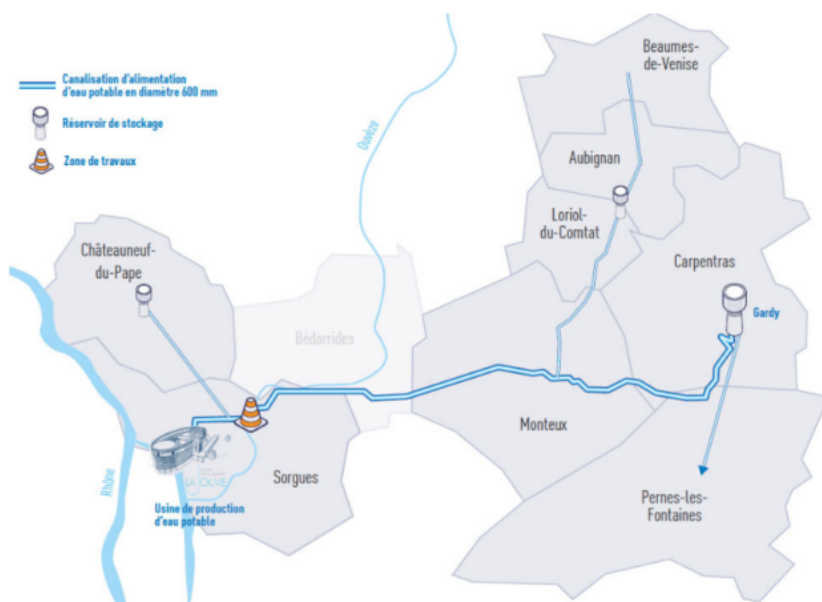 Canalisation d'alimentation
d'eau potable en diamètre 600 mm
Réservoir de stockage
Zone de travaux
Ouvèze
Beaumes-
de-Venise
Aubignan
Loriol-
du-Comtat
Carpentras
Gardy
Châteauneuf-
du-Pape
Bédarrides
Monteux
Sorgues
LA JOUVE
Usine de production
d'eau potable
Rhône
Pernes-les-
Fontaines